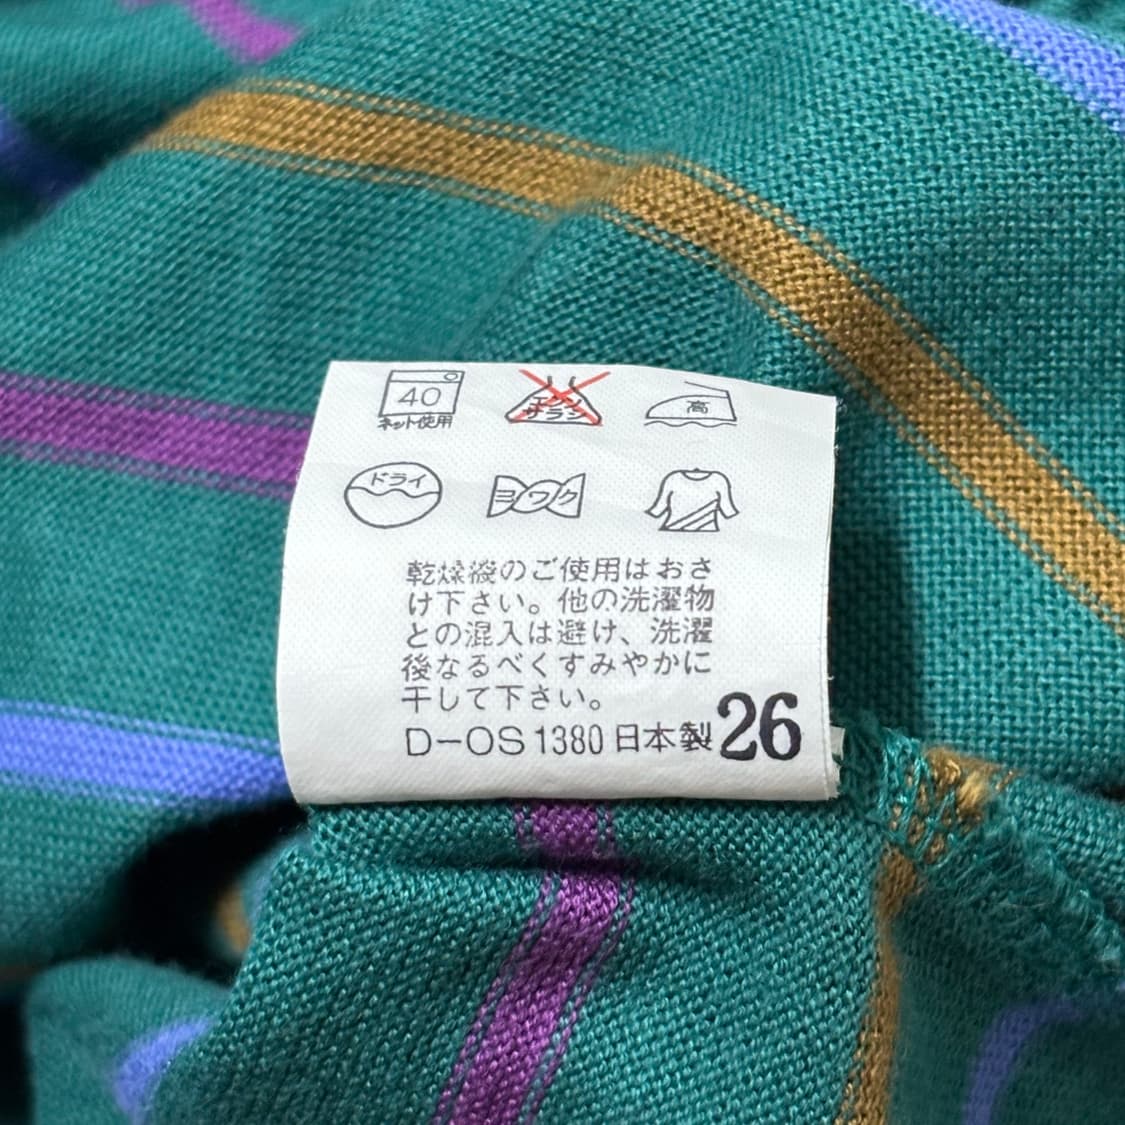 40
ネット使用
エンソ
サラシ
高
ドライ
ヨワク
乾燥機のご使用はおさ
け下さい。他の洗濯物
との混入は避け、洗濯
後なるべくすみやかに
干して下さい。
D-OS 1380 日本製 26